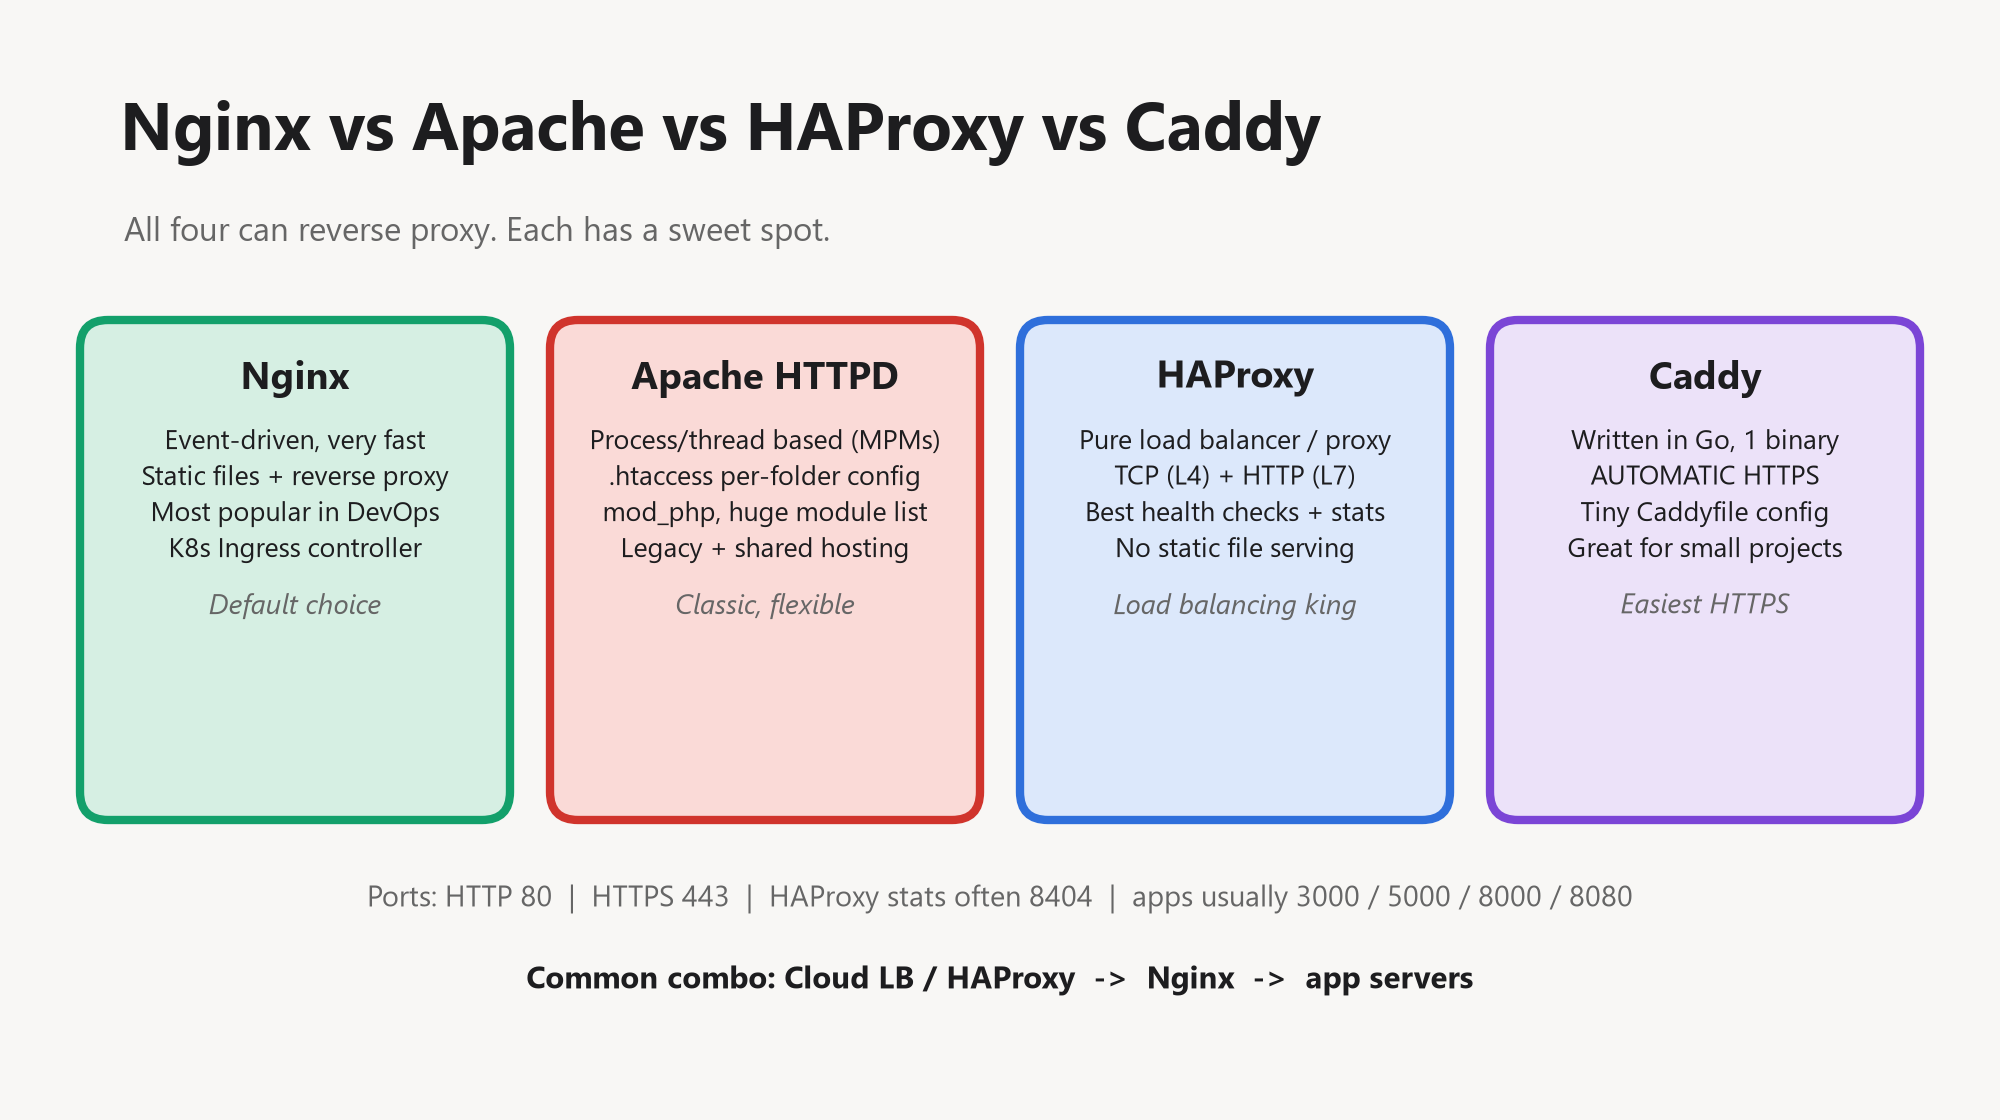 Nginx vs Apache vs HAProxy vs Caddy
All four can reverse proxy. Each has a sweet spot.
Nginx
Event-driven, very fast
Static files + reverse proxy
Most popular in DevOps
K8s Ingress controller
Default choice
Apache HTTPD
Process/thread based (MPMs)
.htaccess per-folder config
mod_php, huge module list
Legacy + shared hosting
Classic, flexible
HAProxy
Pure load balancer / proxy
TCP (L4) + HTTP (L7)
Best health checks + stats
No static file serving
Load balancing king
Caddy
Written in Go, 1 binary
AUTOMATIC HTTPS
Tiny Caddyfile config
Great for small projects
Easiest HTTPS
Ports: HTTP 80 | HTTPS 443 | HAProxy stats often 8404 | apps usually 3000 / 5000 / 8000 / 8080
Common combo: Cloud LB / HAProxy -> Nginx -> app servers